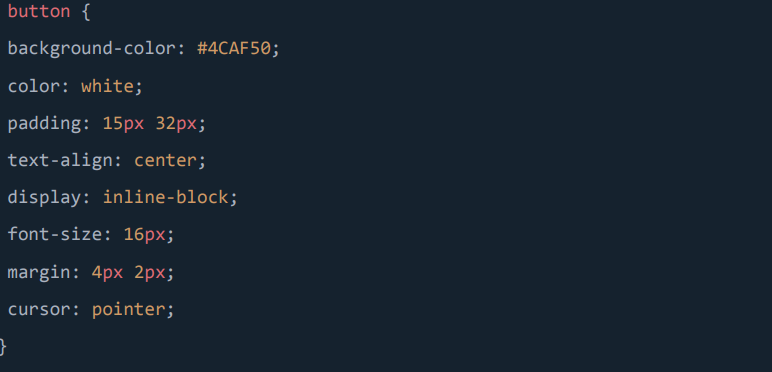 button {
background-color: #4CAF50;
color: white;
padding: 15px 32px;
text-align: center;
display: inline-block;
font-size: 16px;
margin: 4px 2px;
cursor: pointer;
}